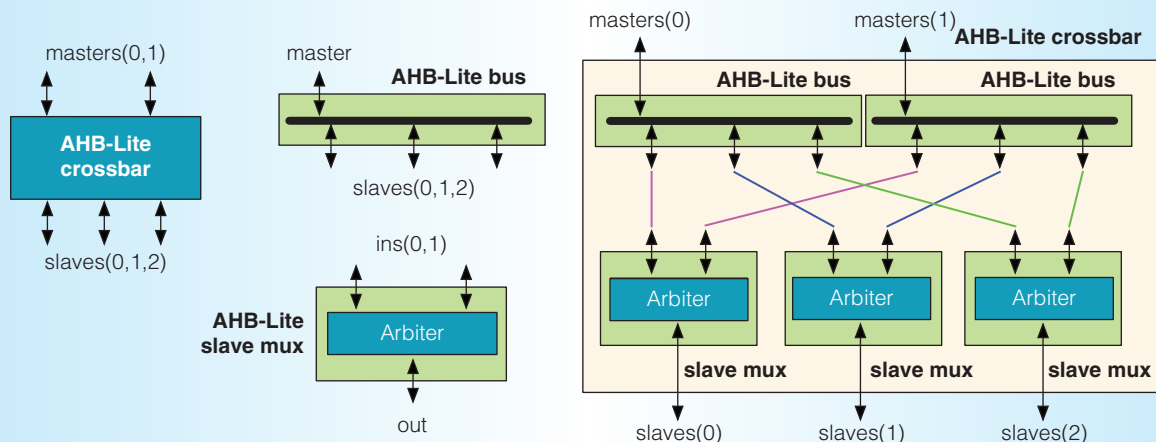 masters(0,1)
AHB-Lite
crossbar
slaves(0,1,2)
master
AHB-Lite bus
slaves(0,1,2)
ins(0,1)
AHB-Lite
slave mux
Arbiter
out
masters(0)
masters(1)
AHB-Lite crossbar
AHB-Lite bus
AHB-Lite bus
Arbiter
Arbiter
Arbiter
slave mux
slave mux
slave mux
slaves(0)
slaves(1)
slaves(2)